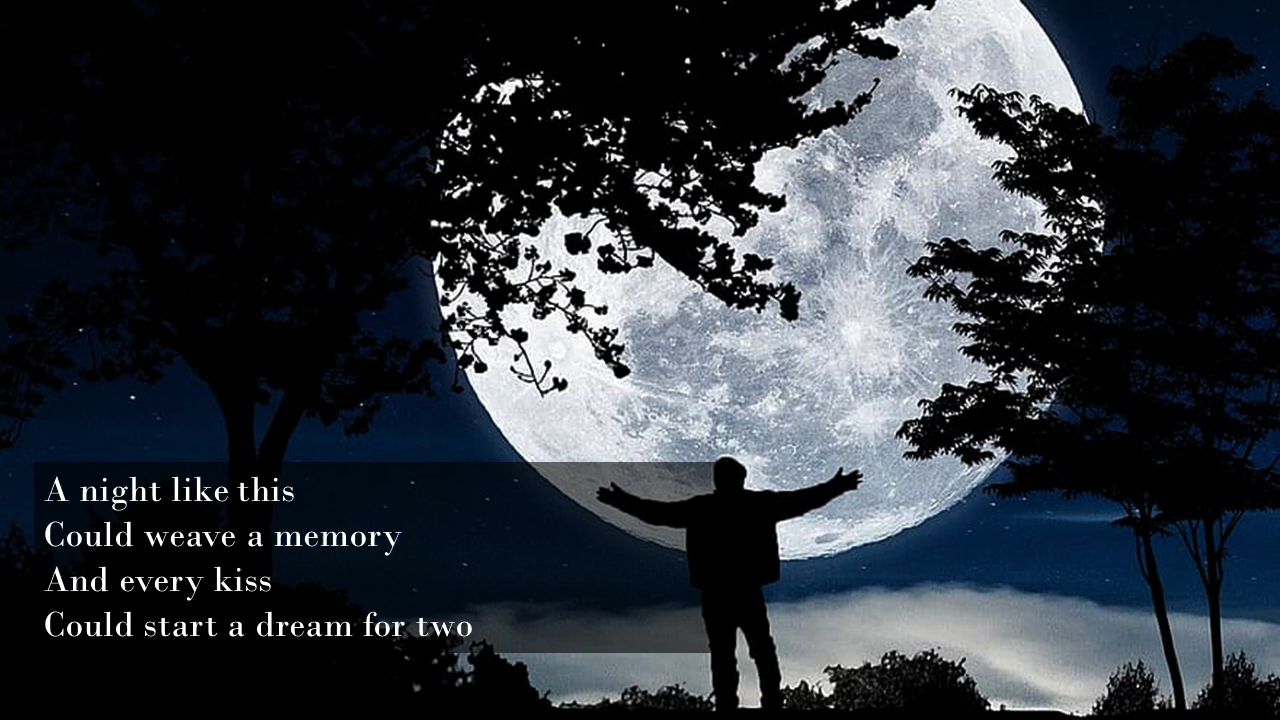 A night like this
Could weave a memory
And every kiss
Could start a dream for two